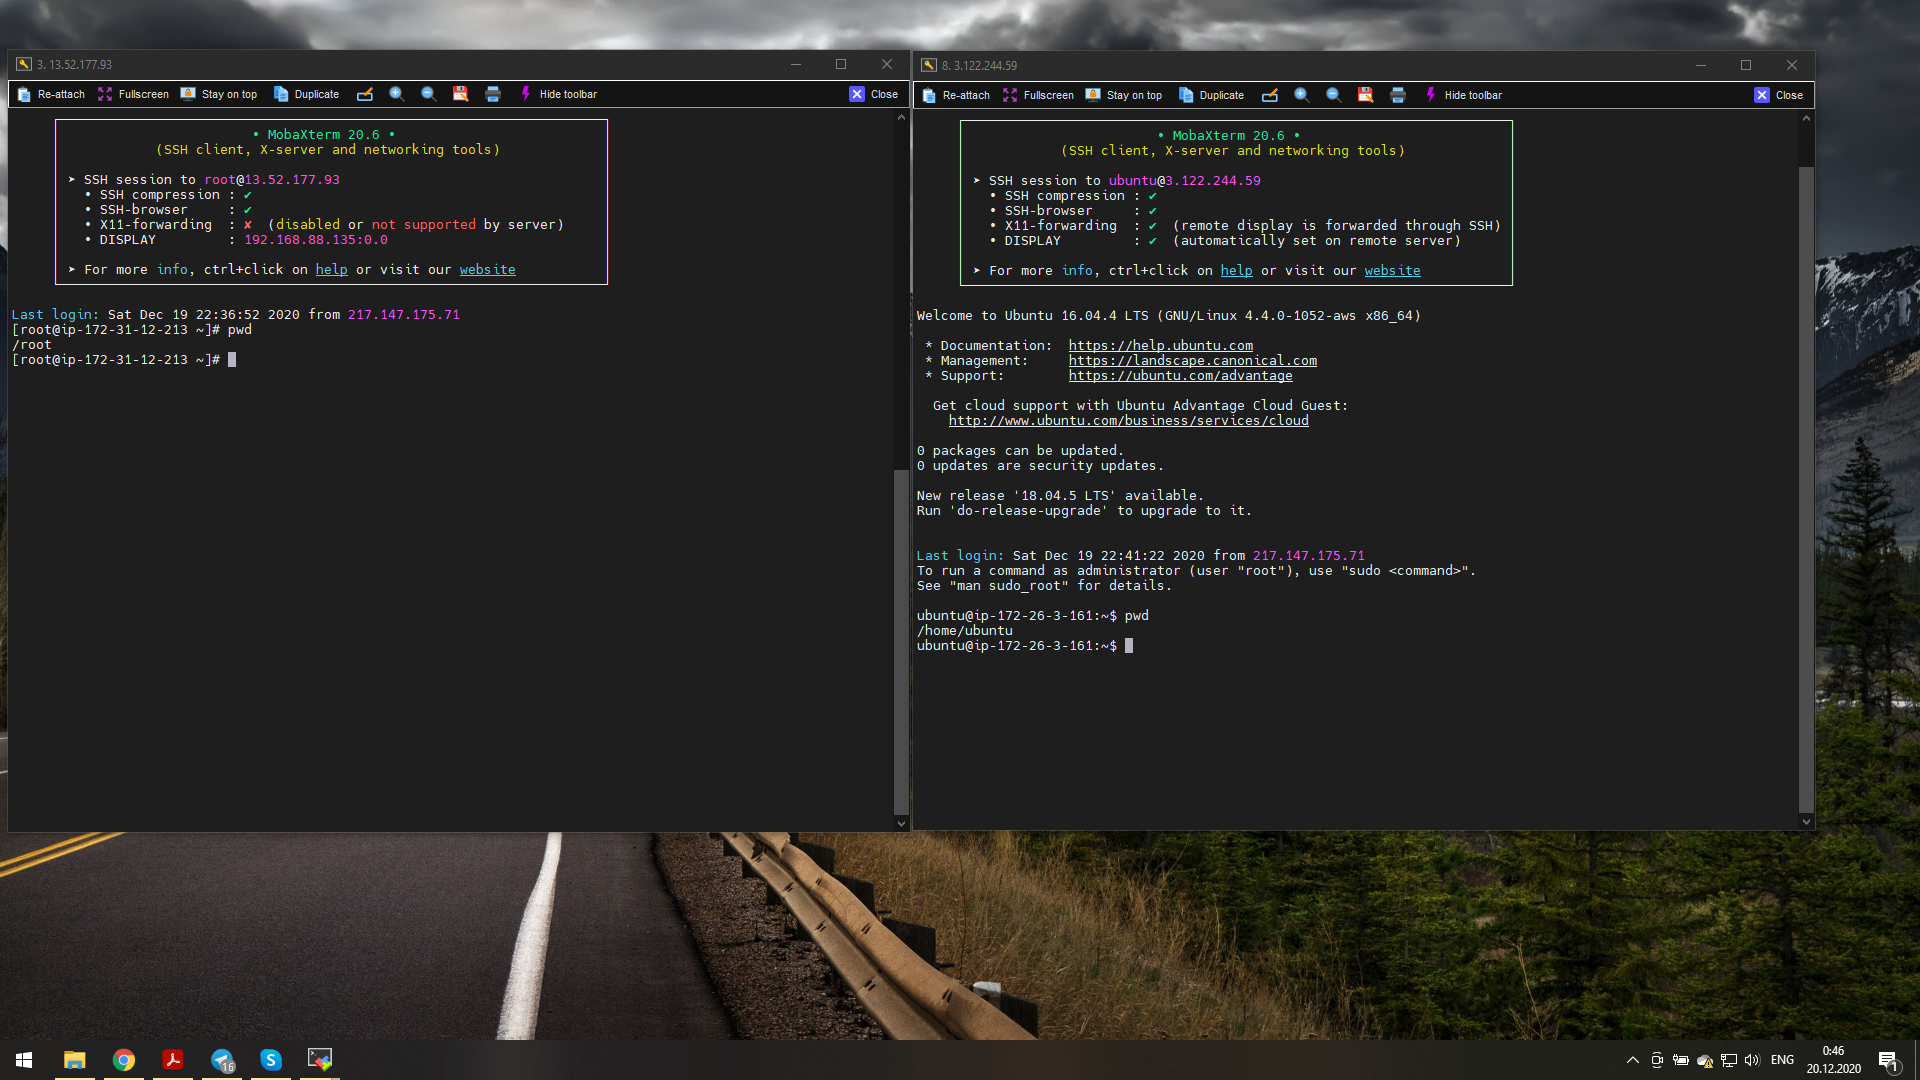 3. 13.52.177.93
Re-attach Fullscreen Stay on top Duplicate Hide toolbar Close
• MobaXterm 20.6 •
(SSH client, X-server and networking tools)
➤ SSH session to root@13.52.177.93
• SSH compression : ✔
• SSH-browser     : ✔
• X11-forwarding  : ✘  (disabled or not supported by server)
• DISPLAY         : 192.168.88.135:0.0
➤ For more info, ctrl+click on help or visit our website
Last login: Sat Dec 19 22:36:52 2020 from 217.147.175.71
[root@ip-172-31-12-213 ~]# pwd
/root
[root@ip-172-31-12-213 ~]#
8. 3.122.244.59
Re-attach Fullscreen Stay on top Duplicate Hide toolbar Close
• MobaXterm 20.6 •
(SSH client, X-server and networking tools)
➤ SSH session to ubuntu@3.122.244.59
• SSH compression : ✔
• SSH-browser     : ✔
• X11-forwarding  : ✔  (remote display is forwarded through SSH)
• DISPLAY         : ✔  (automatically set on remote server)
➤ For more info, ctrl+click on help or visit our website
Welcome to Ubuntu 16.04.4 LTS (GNU/Linux 4.4.0-1052-aws x86_64)
* Documentation:  https://help.ubuntu.com
* Management:     https://landscape.canonical.com
* Support:        https://ubuntu.com/advantage
Get cloud support with Ubuntu Advantage Cloud Guest:
http://www.ubuntu.com/business/services/cloud
0 packages can be updated.
0 updates are security updates.
New release '18.04.5 LTS' available.
Run 'do-release-upgrade' to upgrade to it.
Last login: Sat Dec 19 22:41:22 2020 from 217.147.175.71
To run a command as administrator (user "root"), use "sudo <command>".
See "man sudo_root" for details.
ubuntu@ip-172-26-3-161:~$ pwd
/home/ubuntu
ubuntu@ip-172-26-3-161:~$
16
ENG
0:46
20.12.2020
1